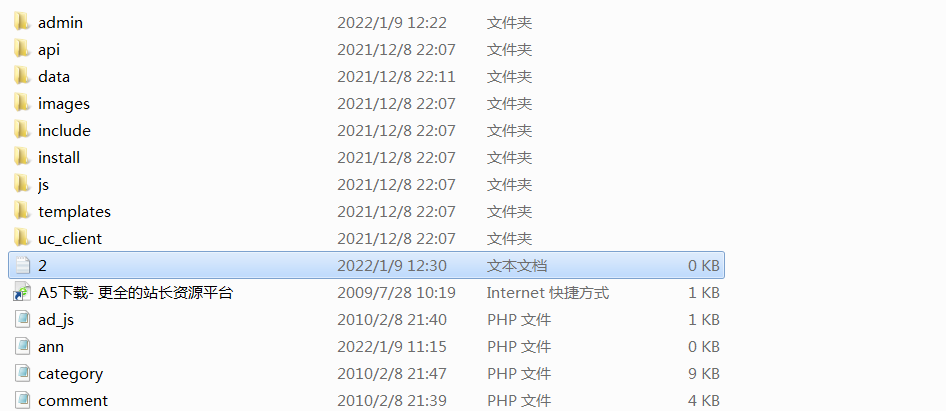 admin 2022/1/9 12:22 文件夹
api 2021/12/8 22:07 文件夹
data 2021/12/8 22:11 文件夹
images 2021/12/8 22:07 文件夹
include 2021/12/8 22:07 文件夹
install 2021/12/8 22:07 文件夹
js 2021/12/8 22:07 文件夹
templates 2021/12/8 22:07 文件夹
uc_client 2021/12/8 22:07 文件夹
2 2022/1/9 12:30 文本文档 0 KB
A5下载- 更全的站长资源平台 2009/7/28 10:19 Internet 快捷方式 1 KB
ad_js 2010/2/8 21:40 PHP 文件 1 KB
ann 2022/1/9 11:15 PHP 文件 0 KB
category 2010/2/8 21:47 PHP 文件 9 KB
comment 2010/2/8 21:39 PHP 文件 4 KB